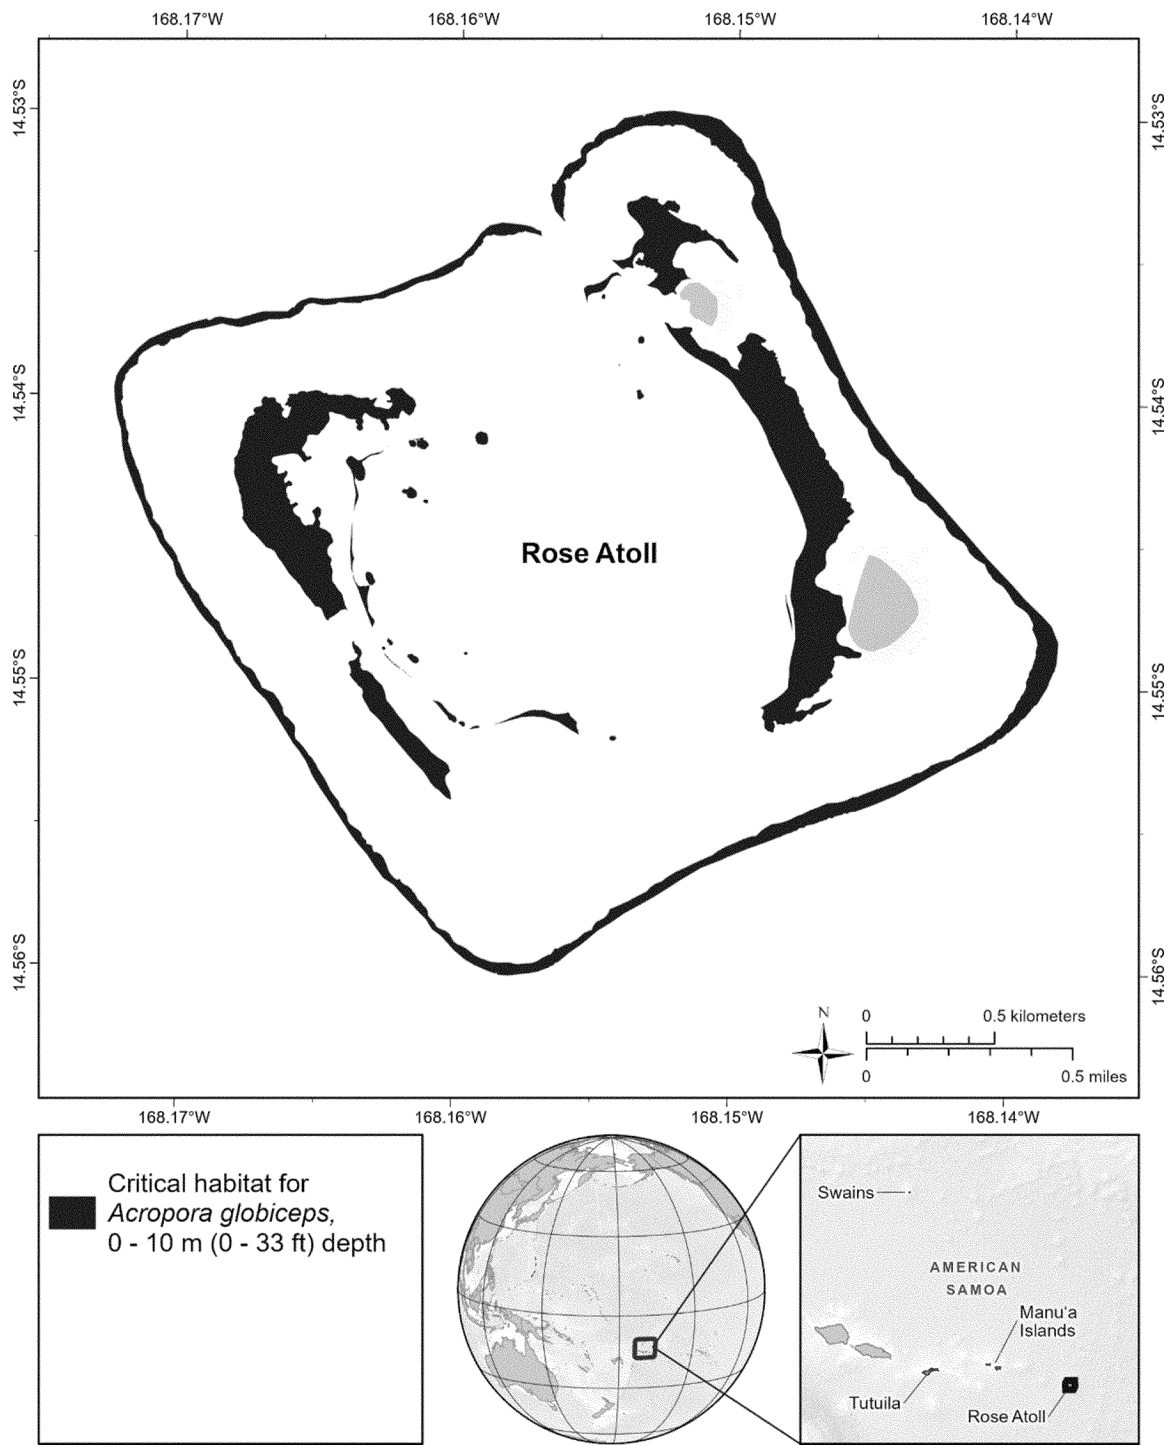 168.17°W 168.16°W 168.15°W 168.14°W
14.53°S 14.53°S
14.54°S 14.54°S
Rose Atoll
14.55°S 14.55°S
14.56°S 14.56°S
N 0 0.5 kilometers
0 0.5 miles
168.17°W 168.16°W 168.15°W 168.14°W
Critical habitat for
Acropora globiceps,
0 - 10 m (0 - 33 ft) depth
Swains
AMERICAN
SAMOA
Manu'a
Islands
Tutuila
Rose Atoll